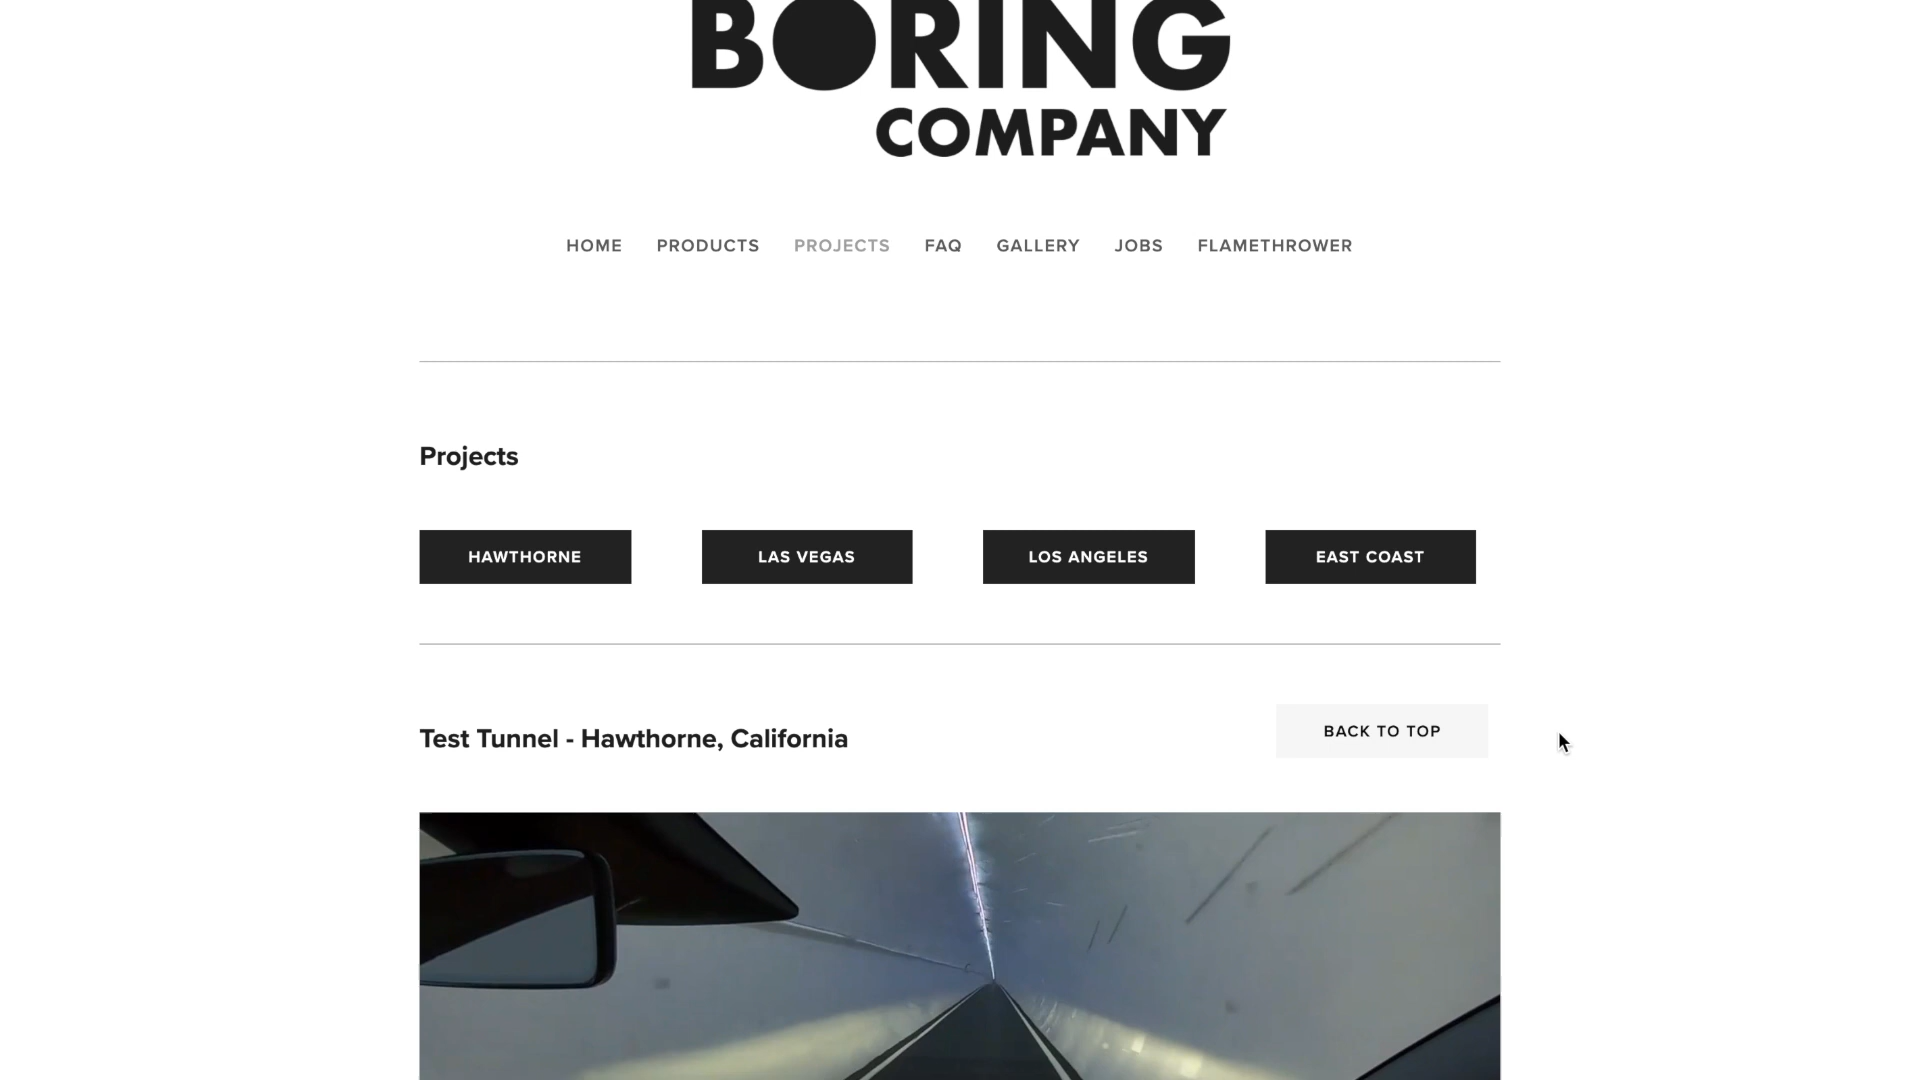 BORING
COMPANY
HOME PRODUCTS PROJECTS FAQ GALLERY JOBS FLAMETHROWER
Projects
HAWTHORNE LAS VEGAS LOS ANGELES EAST COAST
Test Tunnel - Hawthorne, California
BACK TO TOP